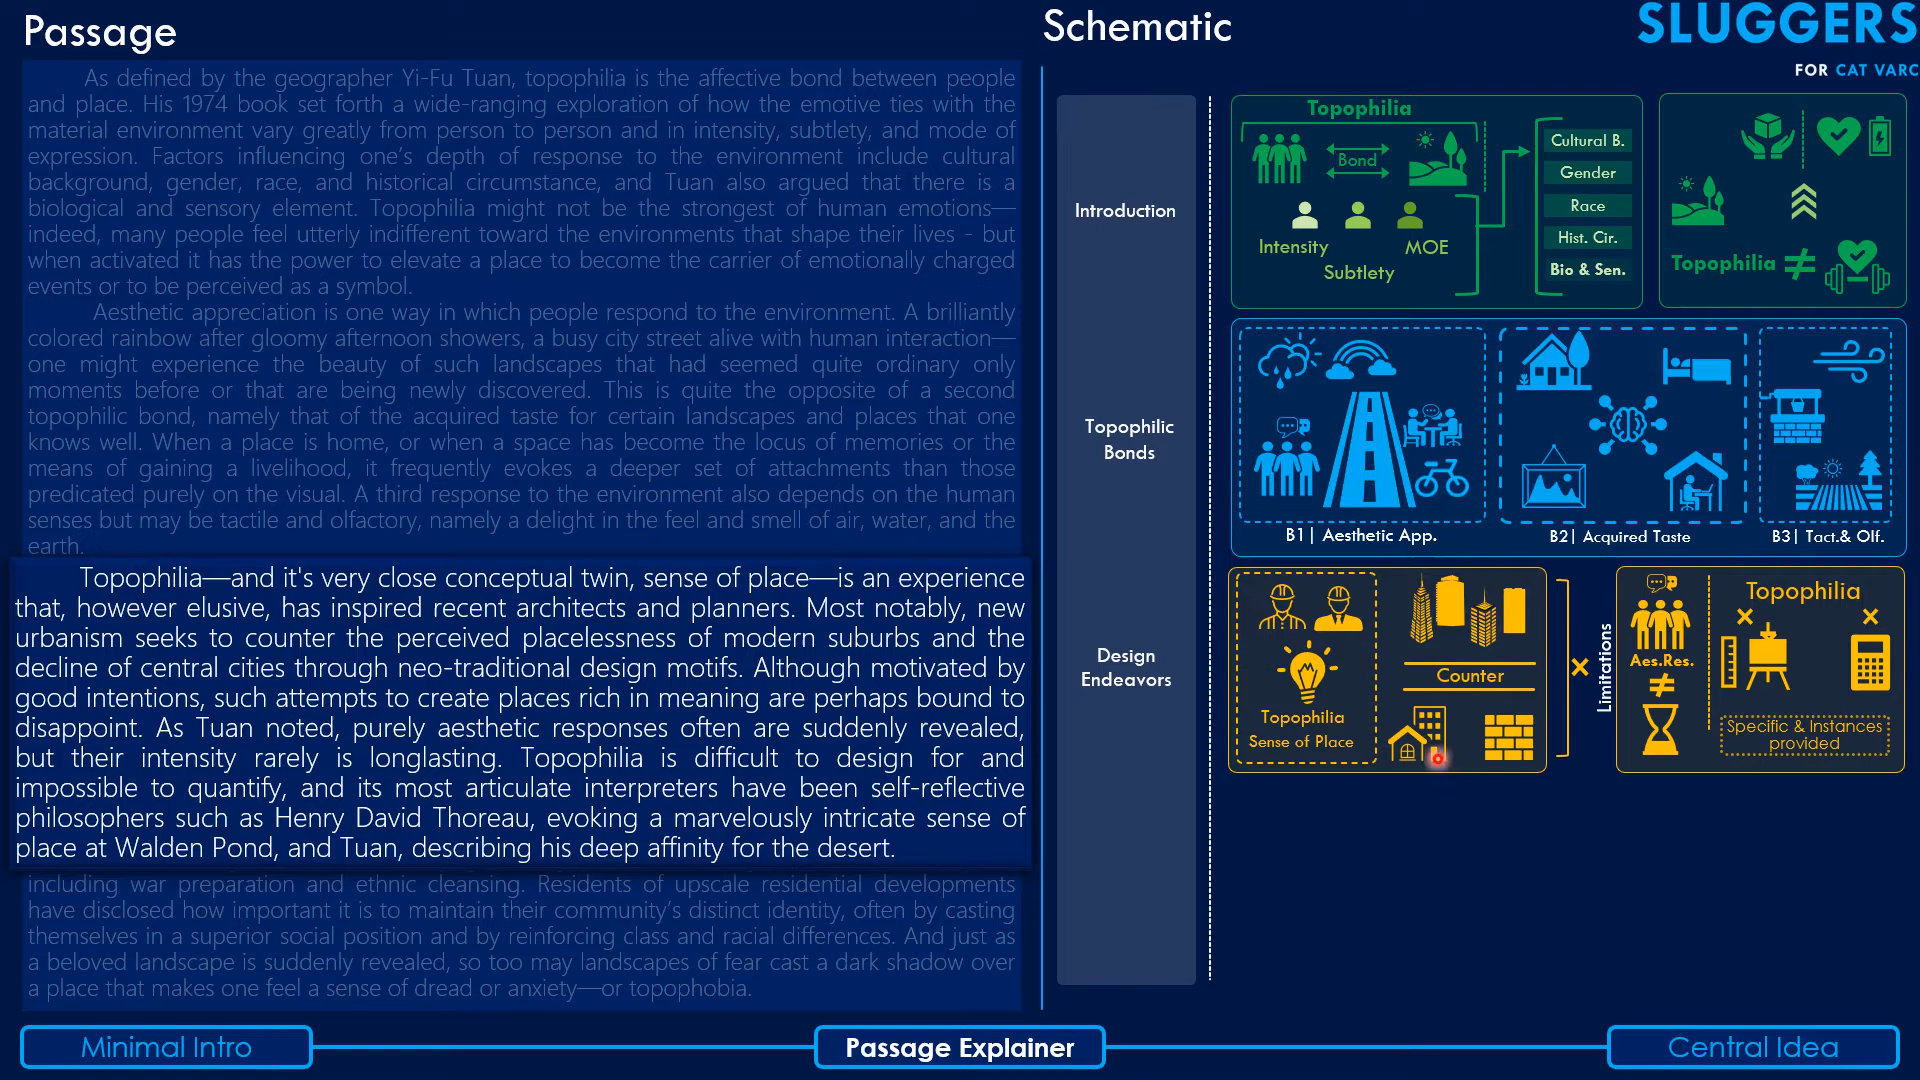 Passage
As defined by the geographer Yi-Fu Tuan, topophilia is the affective bond between people
and place. His 1974 book set forth a wide-ranging exploration of how the emotive ties with the
material environment vary greatly from person to person and in intensity, subtlety, and mode of
expression. Factors influencing one's depth of response to the environment include cultural
background, gender, race, and historical circumstance, and Tuan also argued that there is a
biological and sensory element. Topophilia might not be the strongest of human emotions—
indeed, many people feel utterly indifferent toward the environments that shape their lives - but
when activated it has the power to elevate a place to become the carrier of emotionally charged
events or to be perceived as a symbol.
Aesthetic appreciation is one way in which people respond to the environment. A brilliantly
colored rainbow after gloomy afternoon showers, a busy city street alive with human interaction—
one might experience the beauty of such landscapes that had seemed quite ordinary only
moments before or that are being newly discovered. This is quite the opposite of a second
topophilic bond, namely that of the acquired taste for certain landscapes and places that one
knows well. When a place is home, or when a space has become the locus of memories or the
means of gaining a livelihood, it frequently evokes a deeper set of attachments than those
predicated purely on the visual. A third response to the environment also depends on the human
senses but may be tactile and olfactory, namely a delight in the feel and smell of air, water, and the
earth.
Topophilia—and it's very close conceptual twin, sense of place—is an experience
that, however elusive, has inspired recent architects and planners. Most notably, new
urbanism seeks to counter the perceived placelessness of modern suburbs and the
decline of central cities through neo-traditional design motifs. Although motivated by
good intentions, such attempts to create places rich in meaning are perhaps bound to
disappoint. As Tuan noted, purely aesthetic responses often are suddenly revealed,
but their intensity rarely is longlasting. Topophilia is difficult to design for and
impossible to quantify, and its most articulate interpreters have been self-reflective
philosophers such as Henry David Thoreau, evoking a marvelously intricate sense of
place at Walden Pond, and Tuan, describing his deep affinity for the desert.
including war preparation and ethnic cleansing. Residents of upscale residential developments
have disclosed how important it is to maintain their community's distinct identity, often by casting
themselves in a superior social position and by reinforcing class and racial differences. And just as
a beloved landscape is suddenly revealed, so too may landscapes of fear cast a dark shadow over
a place that makes one feel a sense of dread or anxiety—or topophobia.
Schematic
SLUGGERS
FOR CAT VARC
Introduction
Topophilia
Bond
Intensity
MOE
Subtlety
Cultural B.
Gender
Race
Hist. Cir.
Bio & Sen.
Topophilia
Topophilic
Bonds
B1| Aesthetic App.
B2| Acquired Taste
B3| Tact.& Olf.
Design
Endeavors
Topophilia
Sense of Place
Counter
Limitations
Aes.Res.
Topophilia
Specific & Instances
provided
Minimal Intro
Passage Explainer
Central Idea